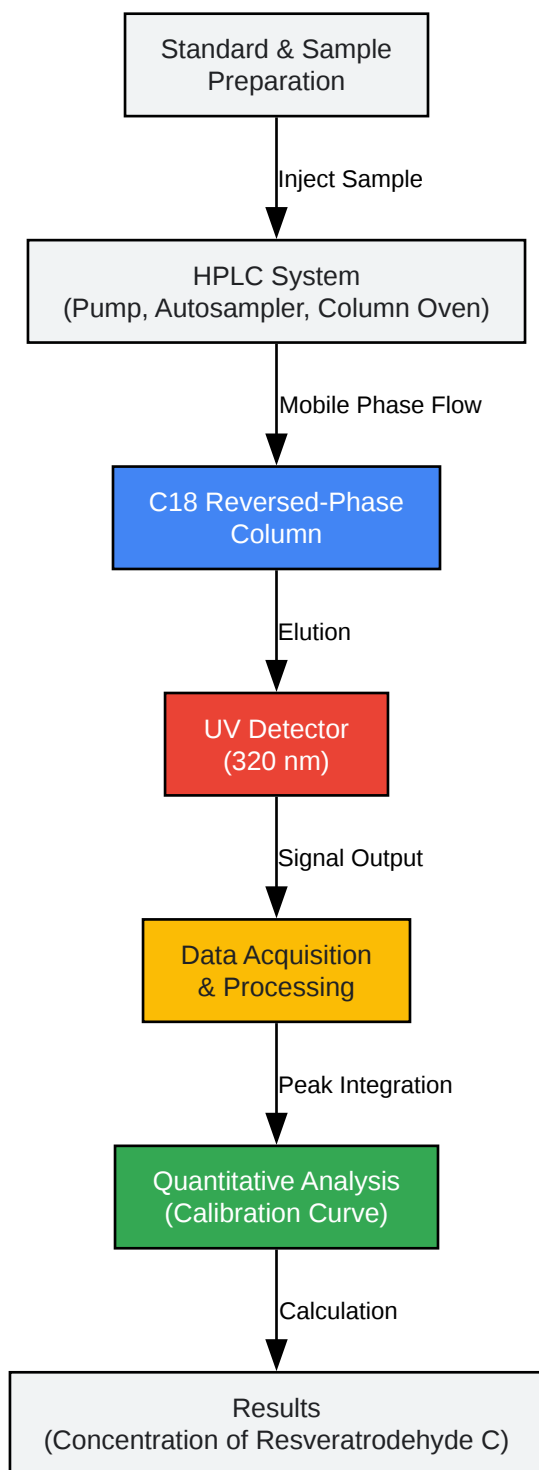 Standard & Sample
Preparation
Inject Sample
HPLC System
(Pump, Autosampler, Column Oven)
Mobile Phase Flow
C18 Reversed-Phase
Column
Elution
UV Detector
(320 nm)
Signal Output
Data Acquisition
& Processing
Peak Integration
Quantitative Analysis
(Calibration Curve)
Calculation
Results
(Concentration of Resveratrodehyde C)